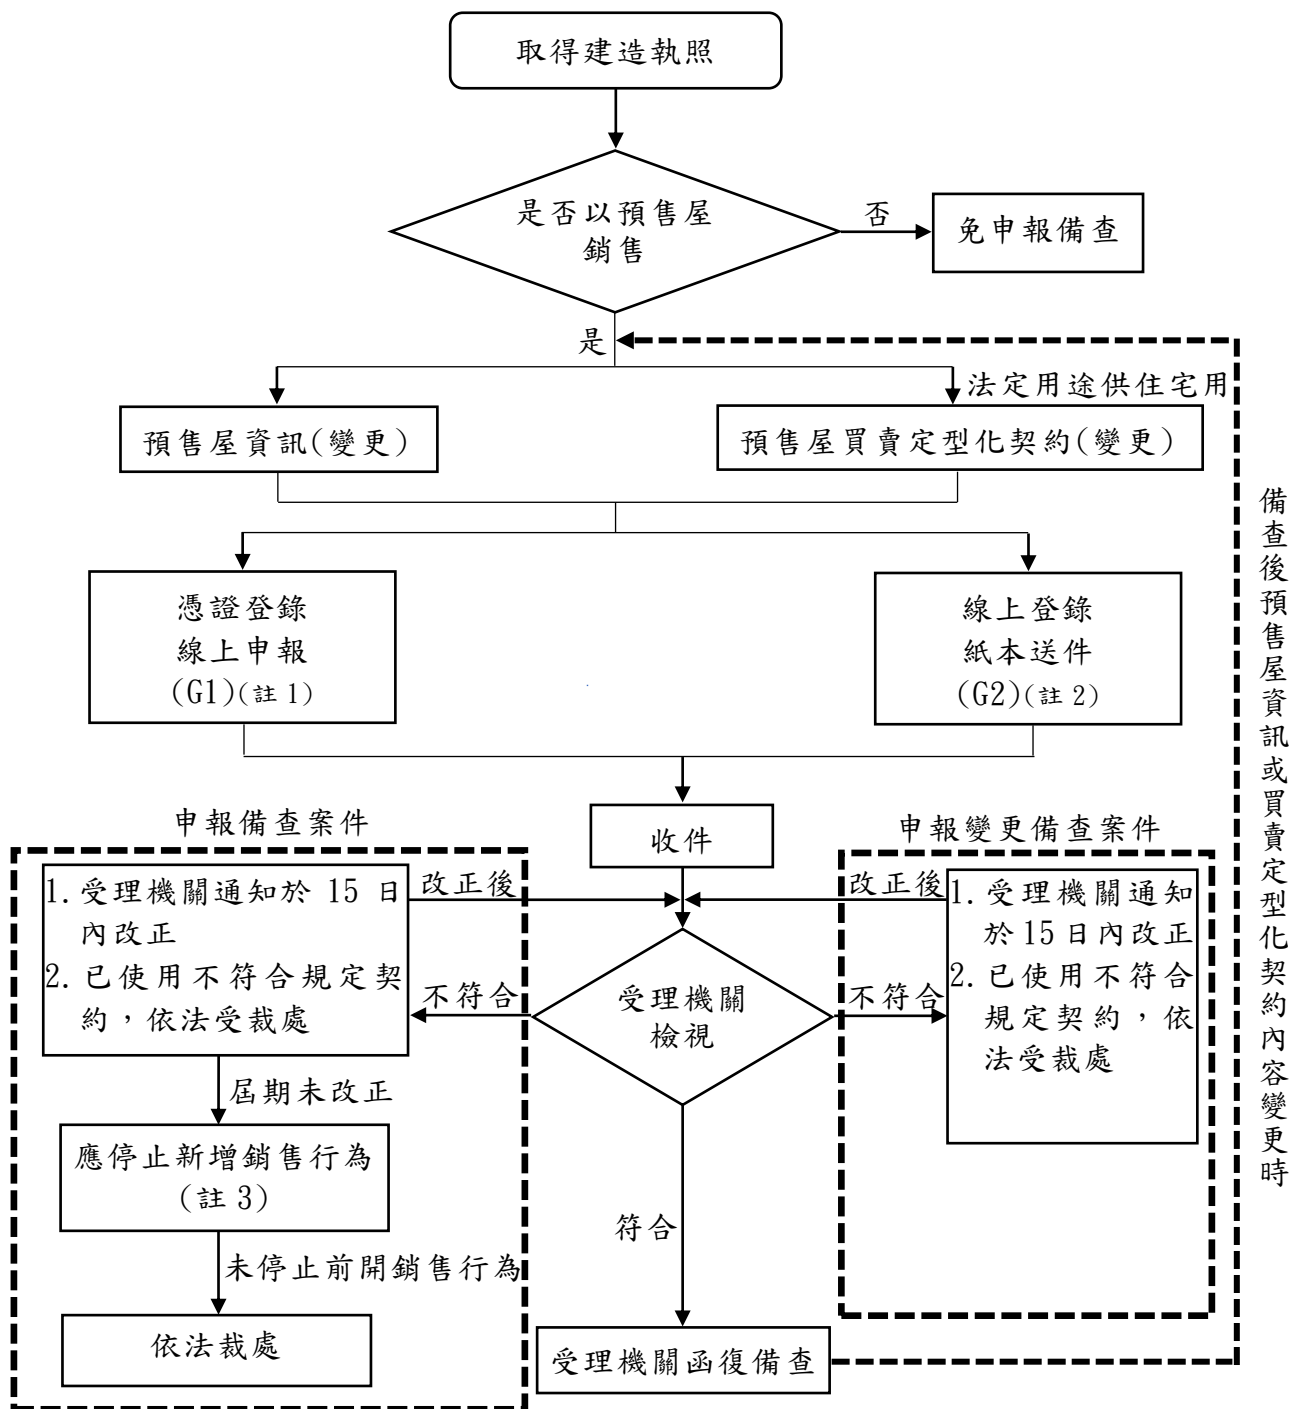 取得建造執照
是否以預售屋
銷售
否
免申報備查
是
法定用途供住宅用
預售屋資訊(變更)
預售屋買賣定型化契約(變更)
憑證登錄
線上申報
(G1)(註 1)
線上登錄
紙本送件
(G2)(註 2)
備查後預售屋資訊或買賣定型化契約內容變更時
收件
申報備查案件
申報變更備查案件
1. 受理機關通知於 15 日
內改正
2. 已使用不符合規定契
約，依法受裁處
改正後
改正後
1. 受理機關通知
於 15 日內改正
2. 已使用不符合
規定契約，依
法受裁處
不符合
受理機關
檢視
不符合
屆期未改正
應停止新增銷售行為
(註 3)
符合
未停止前開銷售行為
依法裁處
受理機關函復備查